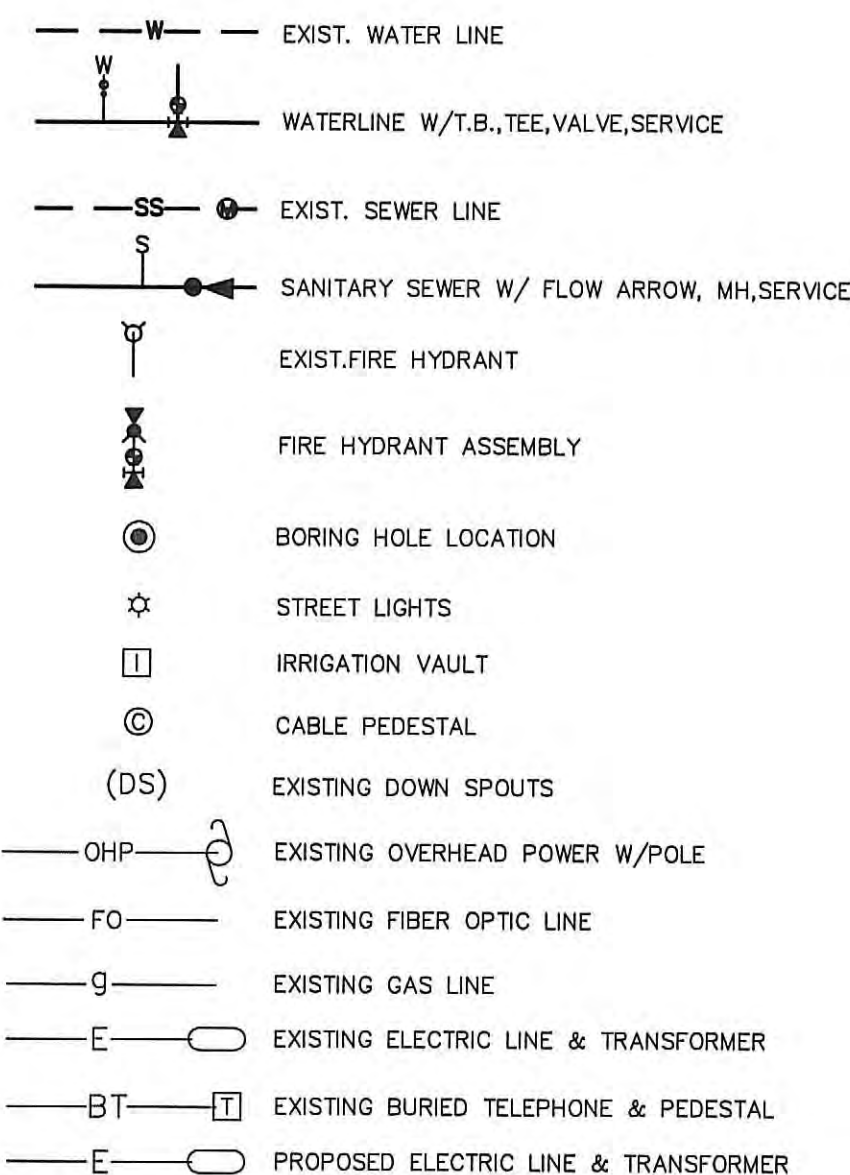 W EXIST. WATER LINE
W
WATERLINE W/T.B.,TEE,VALVE,SERVICE
SS M EXIST. SEWER LINE
S
SANITARY SEWER W/ FLOW ARROW, MH,SERVICE
EXIST.FIRE HYDRANT
FIRE HYDRANT ASSEMBLY
BORING HOLE LOCATION
STREET LIGHTS
I IRRIGATION VAULT
C CABLE PEDESTAL
(DS) EXISTING DOWN SPOUTS
OHP EXISTING OVERHEAD POWER W/POLE
FO EXISTING FIBER OPTIC LINE
g EXISTING GAS LINE
E EXISTING ELECTRIC LINE & TRANSFORMER
BT T EXISTING BURIED TELEPHONE & PEDESTAL
E PROPOSED ELECTRIC LINE & TRANSFORMER